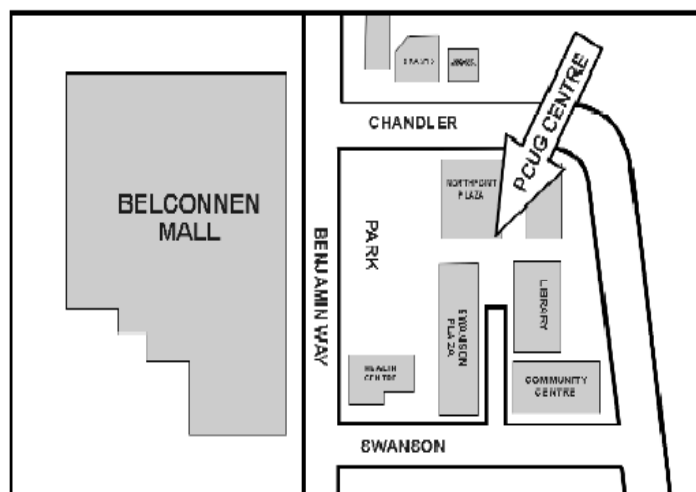 CHANDLER
PCUG CENTRE
NORTHPOINT
PLAZA
BELCONNEN
MALL
PARK
BENJAMIN WAY
LIBRARY
SWANSON
PLAZA
HEALTH
CENTRE
COMMUNITY
CENTRE
SWANSON